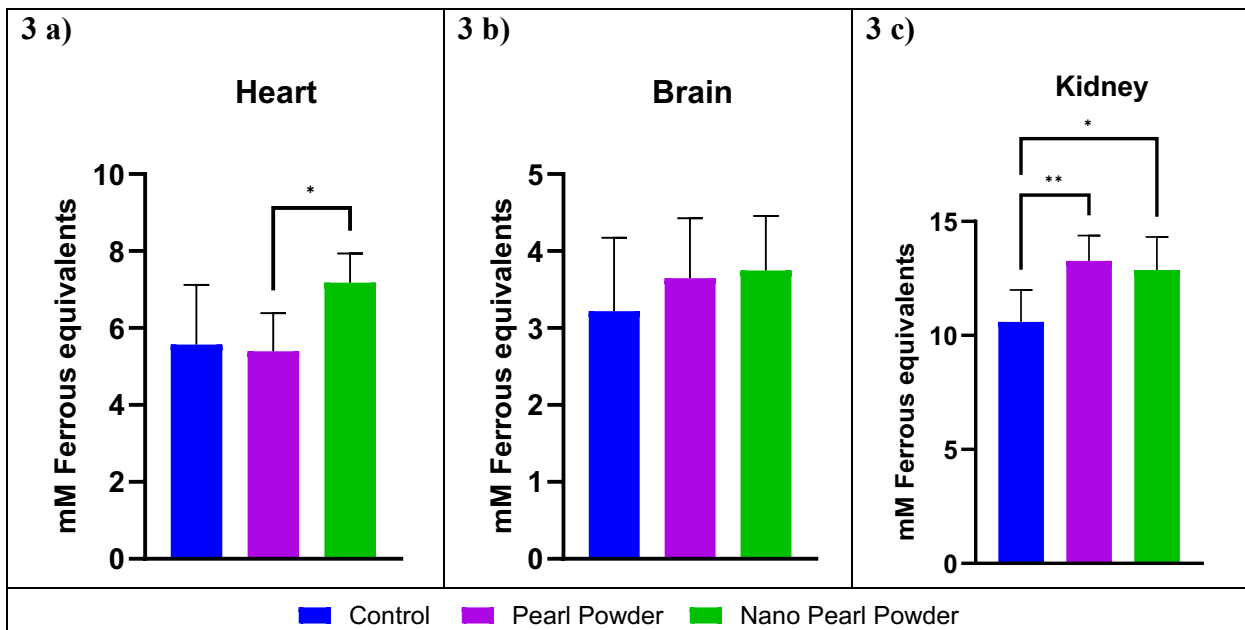 3 a)
Heart
mM Ferrous equivalents
10
8
6
4
2
0
*
3 b)
Brain
mM Ferrous equivalents
5
4
3
2
1
0
3 c)
Kidney
mM Ferrous equivalents
15
10
5
0
*
**
Control
Pearl Powder
Nano Pearl Powder